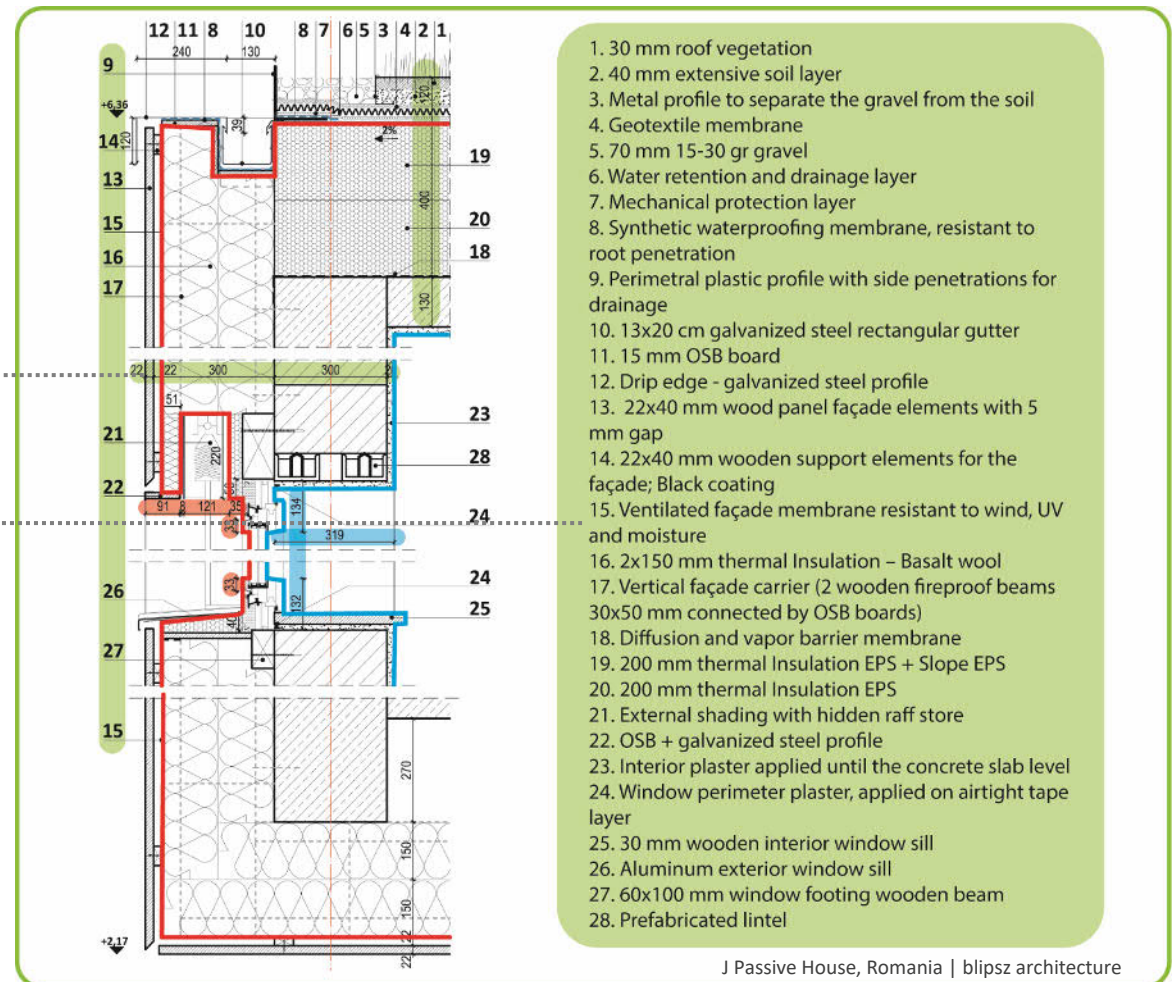 12 11 8 10 8 7 6 5 3 4 2 1
240 130
9
+6,36
120
39
120
2%
14
13
19
400
15
20
16
18
17
130
22 22 300 300 2
51
23
21
220
28
22
91 8 121 35
134
33
24
319
33
24
26
132
25
40
27
15
270
150
150
+2,17
22
22
1. 30 mm roof vegetation
2. 40 mm extensive soil layer
3. Metal profile to separate the gravel from the soil
4. Geotextile membrane
5. 70 mm 15-30 gr gravel
6. Water retention and drainage layer
7. Mechanical protection layer
8. Synthetic waterproofing membrane, resistant to
root penetration
9. Perimetral plastic profile with side penetrations for
drainage
10. 13x20 cm galvanized steel rectangular gutter
11. 15 mm OSB board
12. Drip edge - galvanized steel profile
13. 22x40 mm wood panel façade elements with 5
mm gap
14. 22x40 mm wooden support elements for the
façade; Black coating
15. Ventilated façade membrane resistant to wind, UV
and moisture
16. 2x150 mm thermal Insulation – Basalt wool
17. Vertical façade carrier (2 wooden fireproof beams
30x50 mm connected by OSB boards)
18. Diffusion and vapor barrier membrane
19. 200 mm thermal Insulation EPS + Slope EPS
20. 200 mm thermal Insulation EPS
21. External shading with hidden raff store
22. OSB + galvanized steel profile
23. Interior plaster applied until the concrete slab level
24. Window perimeter plaster, applied on airtight tape
layer
25. 30 mm wooden interior window sill
26. Aluminum exterior window sill
27. 60x100 mm window footing wooden beam
28. Prefabricated lintel
J Passive House, Romania | blipsz architecture